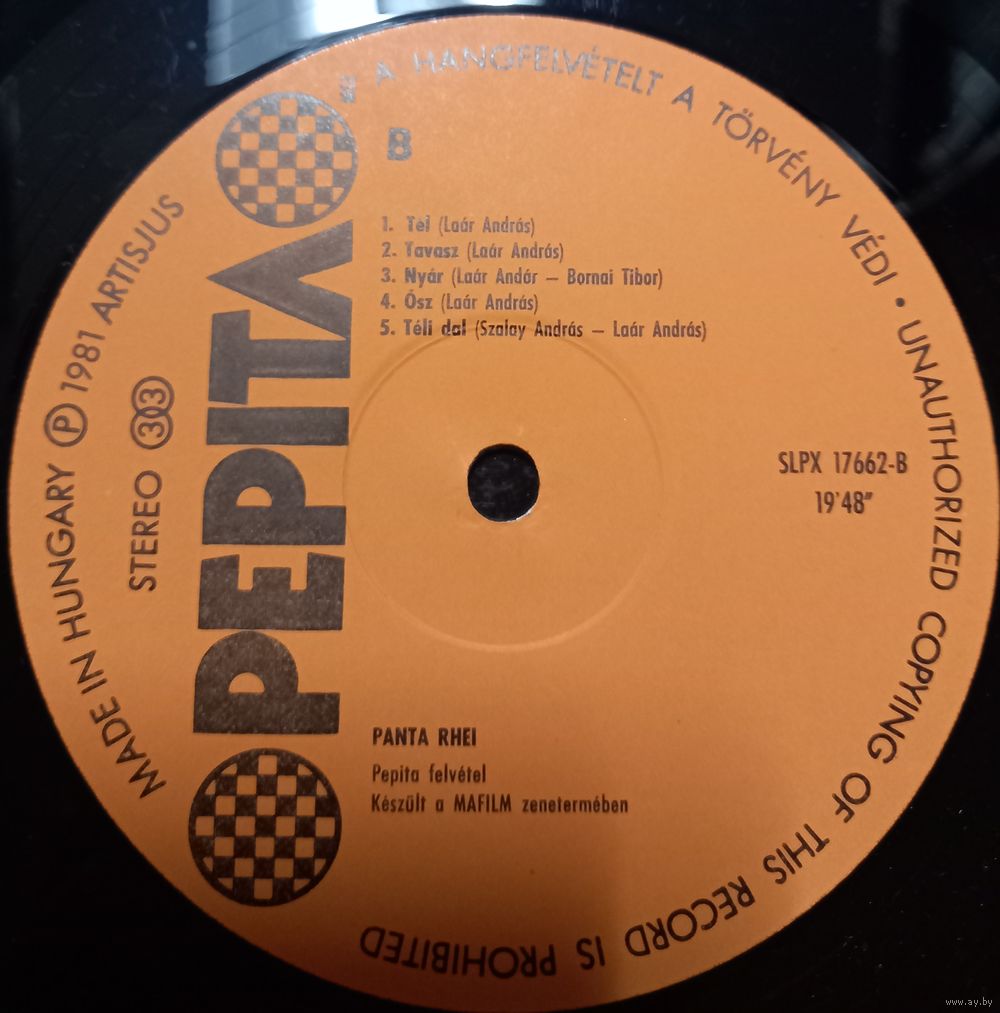 A HANGFELVÉTELT A TÖRVÉNY VÉDI • UNAUTHORIZED COPYING OF THIS RECORD IS PROHIBITED
B
1. Tél (Laár András)
2. Tavasz (Laár András)
3. Nyár (Laár Andór – Bornai Tibor)
4. Ősz (Laár András)
5. Téli dal (Szalay András – Laár András)
MADE IN HUNGARY Ⓟ 1981 ARTISJUS
STEREO 33
PEPITA
SLPX 17662-B
19'48"
PANTA RHEI
Pepita felvétel
Készült a MAFILM zenetermében
www.ay.by